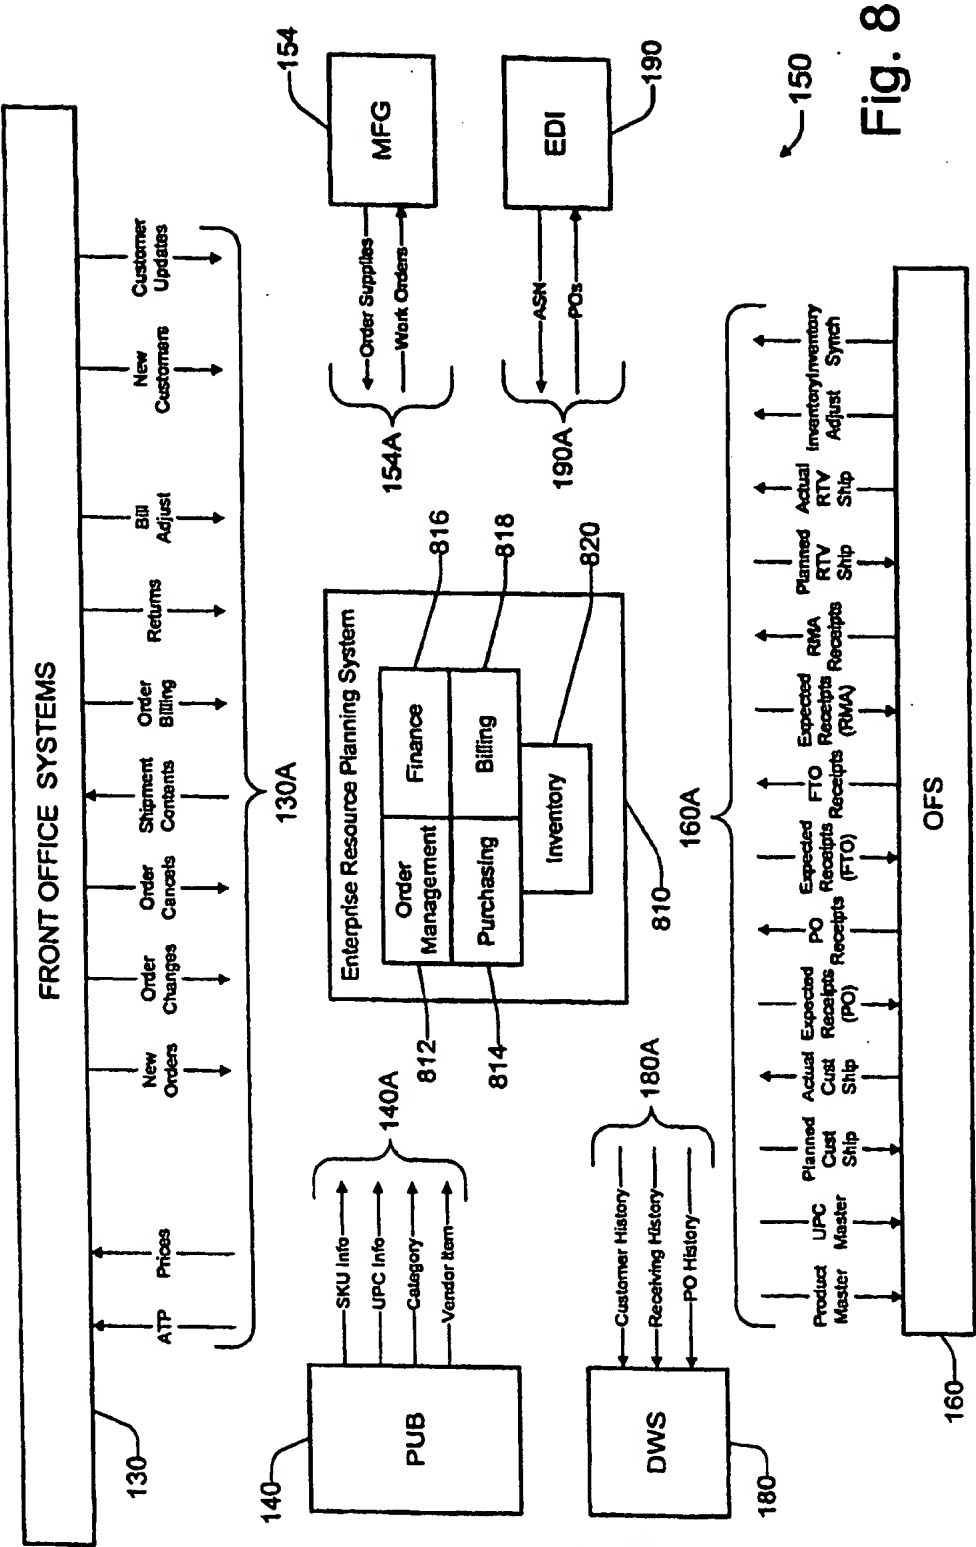 FRONT OFFICE SYSTEMS
130
ATP
Prices
New
Orders
Order
Changes
Order
Cancels
Shipment
Contents
Order
Billing
Returns
Bill
Adjust
New
Customers
Customer
Updates
130A
140
PUB
SKU Info
UPC Info
Category
Vendor Item
140A
Enterprise Resource Planning System
Order
Management
Finance
Purchasing
Billing
Inventory
812
814
816
818
820
810
154
MFG
Order Supplies
Work Orders
154A
190
EDI
ASN
POs
190A
180
DWS
Customer History
Receiving History
PO History
180A
160A
Product
Master
UPC
Master
Planned
Cust
Ship
Actual
Cust
Ship
Expected
Receipts
(PO)
PO
Receipts
Expected
Receipts
(FTO)
FTO
Receipts
Expected
Receipts
(RMA)
RMA
Receipts
Planned
RTV
Ship
Actual
RTV
Ship
Inventory
Adjust
Inventory
Synch
OFS
160
150
Fig. 8